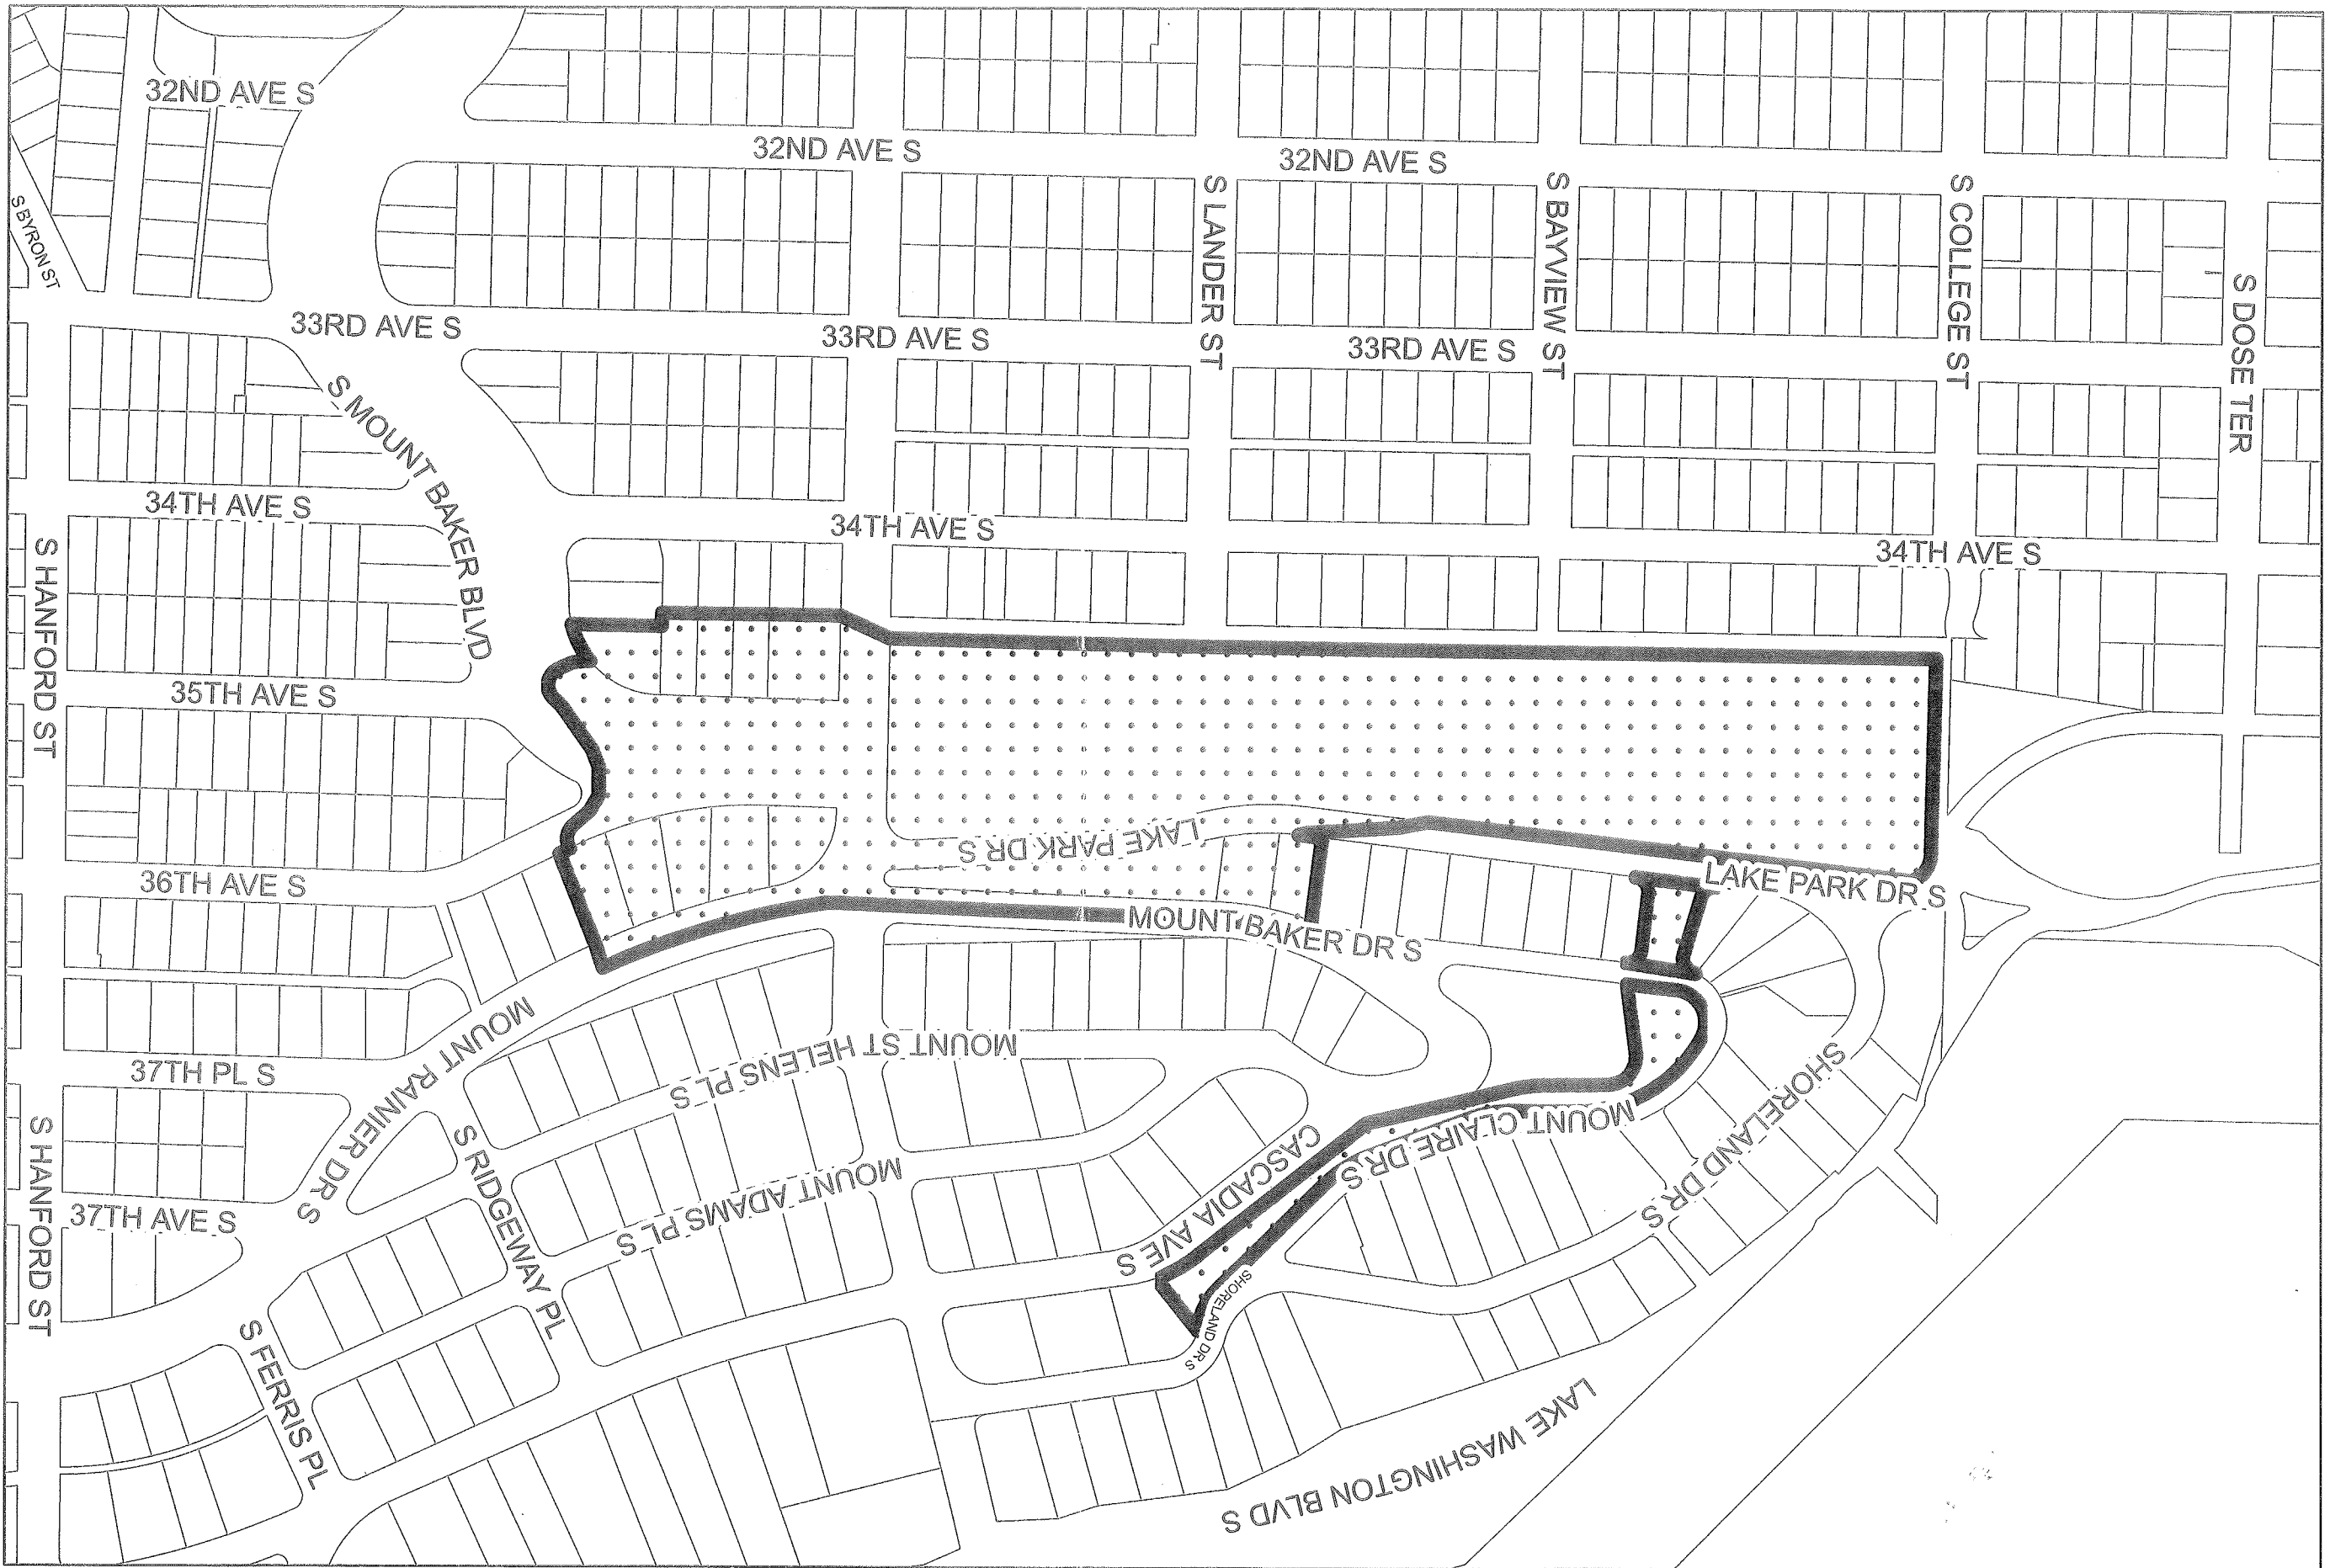 32ND AVE S
32ND AVE S
32ND AVE S
S BYRON ST
S LANDER ST
S BAYVIEW ST
S COLLEGE ST
S DOSE TER
33RD AVE S
33RD AVE S
33RD AVE S
S MOUNT BAKER BLVD
34TH AVE S
34TH AVE S
34TH AVE S
S HANFORD ST
35TH AVE S
LAKE PARK DR S
36TH AVE S
LAKE PARK DR S
MOUNT BAKER DR S
MOUNT RAINIER DR S
MOUNT ST HELENS PL S
37TH PL S
SHORELAND DR S
MOUNT CLAIRE DR S
CASCADIA AVE S
S HANFORD ST
S RIDGEWAY PL
MOUNT ADAMS PL S
37TH AVE S
SHORELAND DR S
S FERRIS PL
LAKE WASHINGTON BLVD S